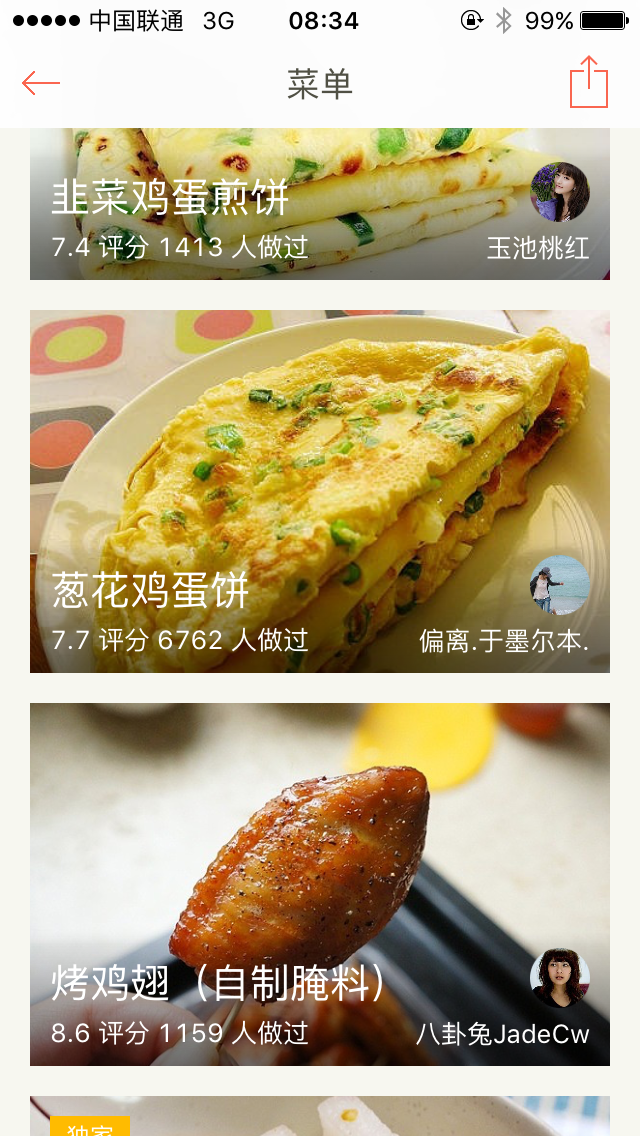 中国联通 3G 08:34 99%
菜单
韭菜鸡蛋煎饼
7.4 评分 1413 人做过 玉池桃红
葱花鸡蛋饼
7.7 评分 6762 人做过 偏离.于墨尔本.
烤鸡翅（自制腌料）
8.6 评分 1159 人做过 八卦兔JadeCw
独家